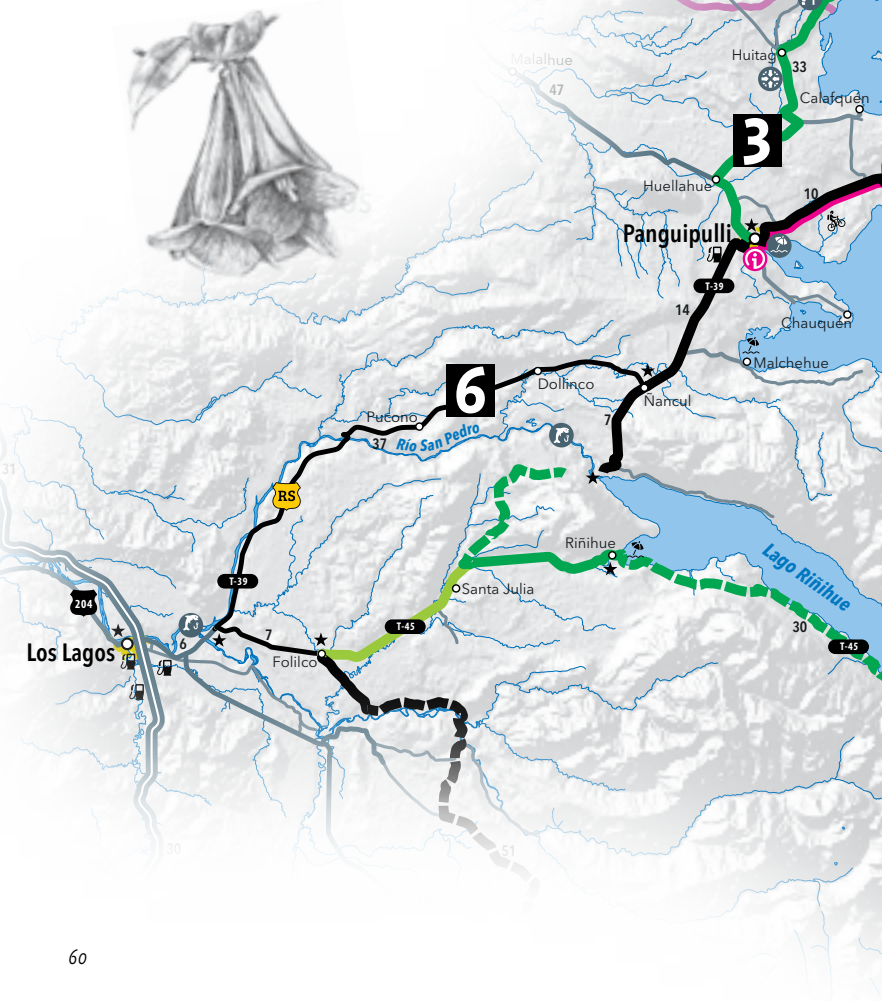 Huitag
33
Malalhue
47
Calafquén
3
Huellahue
10
Panguipulli
i
T-39
14
Chauquén
Malchehue
6
Dollinco
Ñancul
Pucono
37
Río San Pedro
7
31
RS
Riñihue
Lago Riñihue
T-39
Santa Julia
204
T-45
30
6
7
T-45
Los Lagos
Folilco
30
51
60